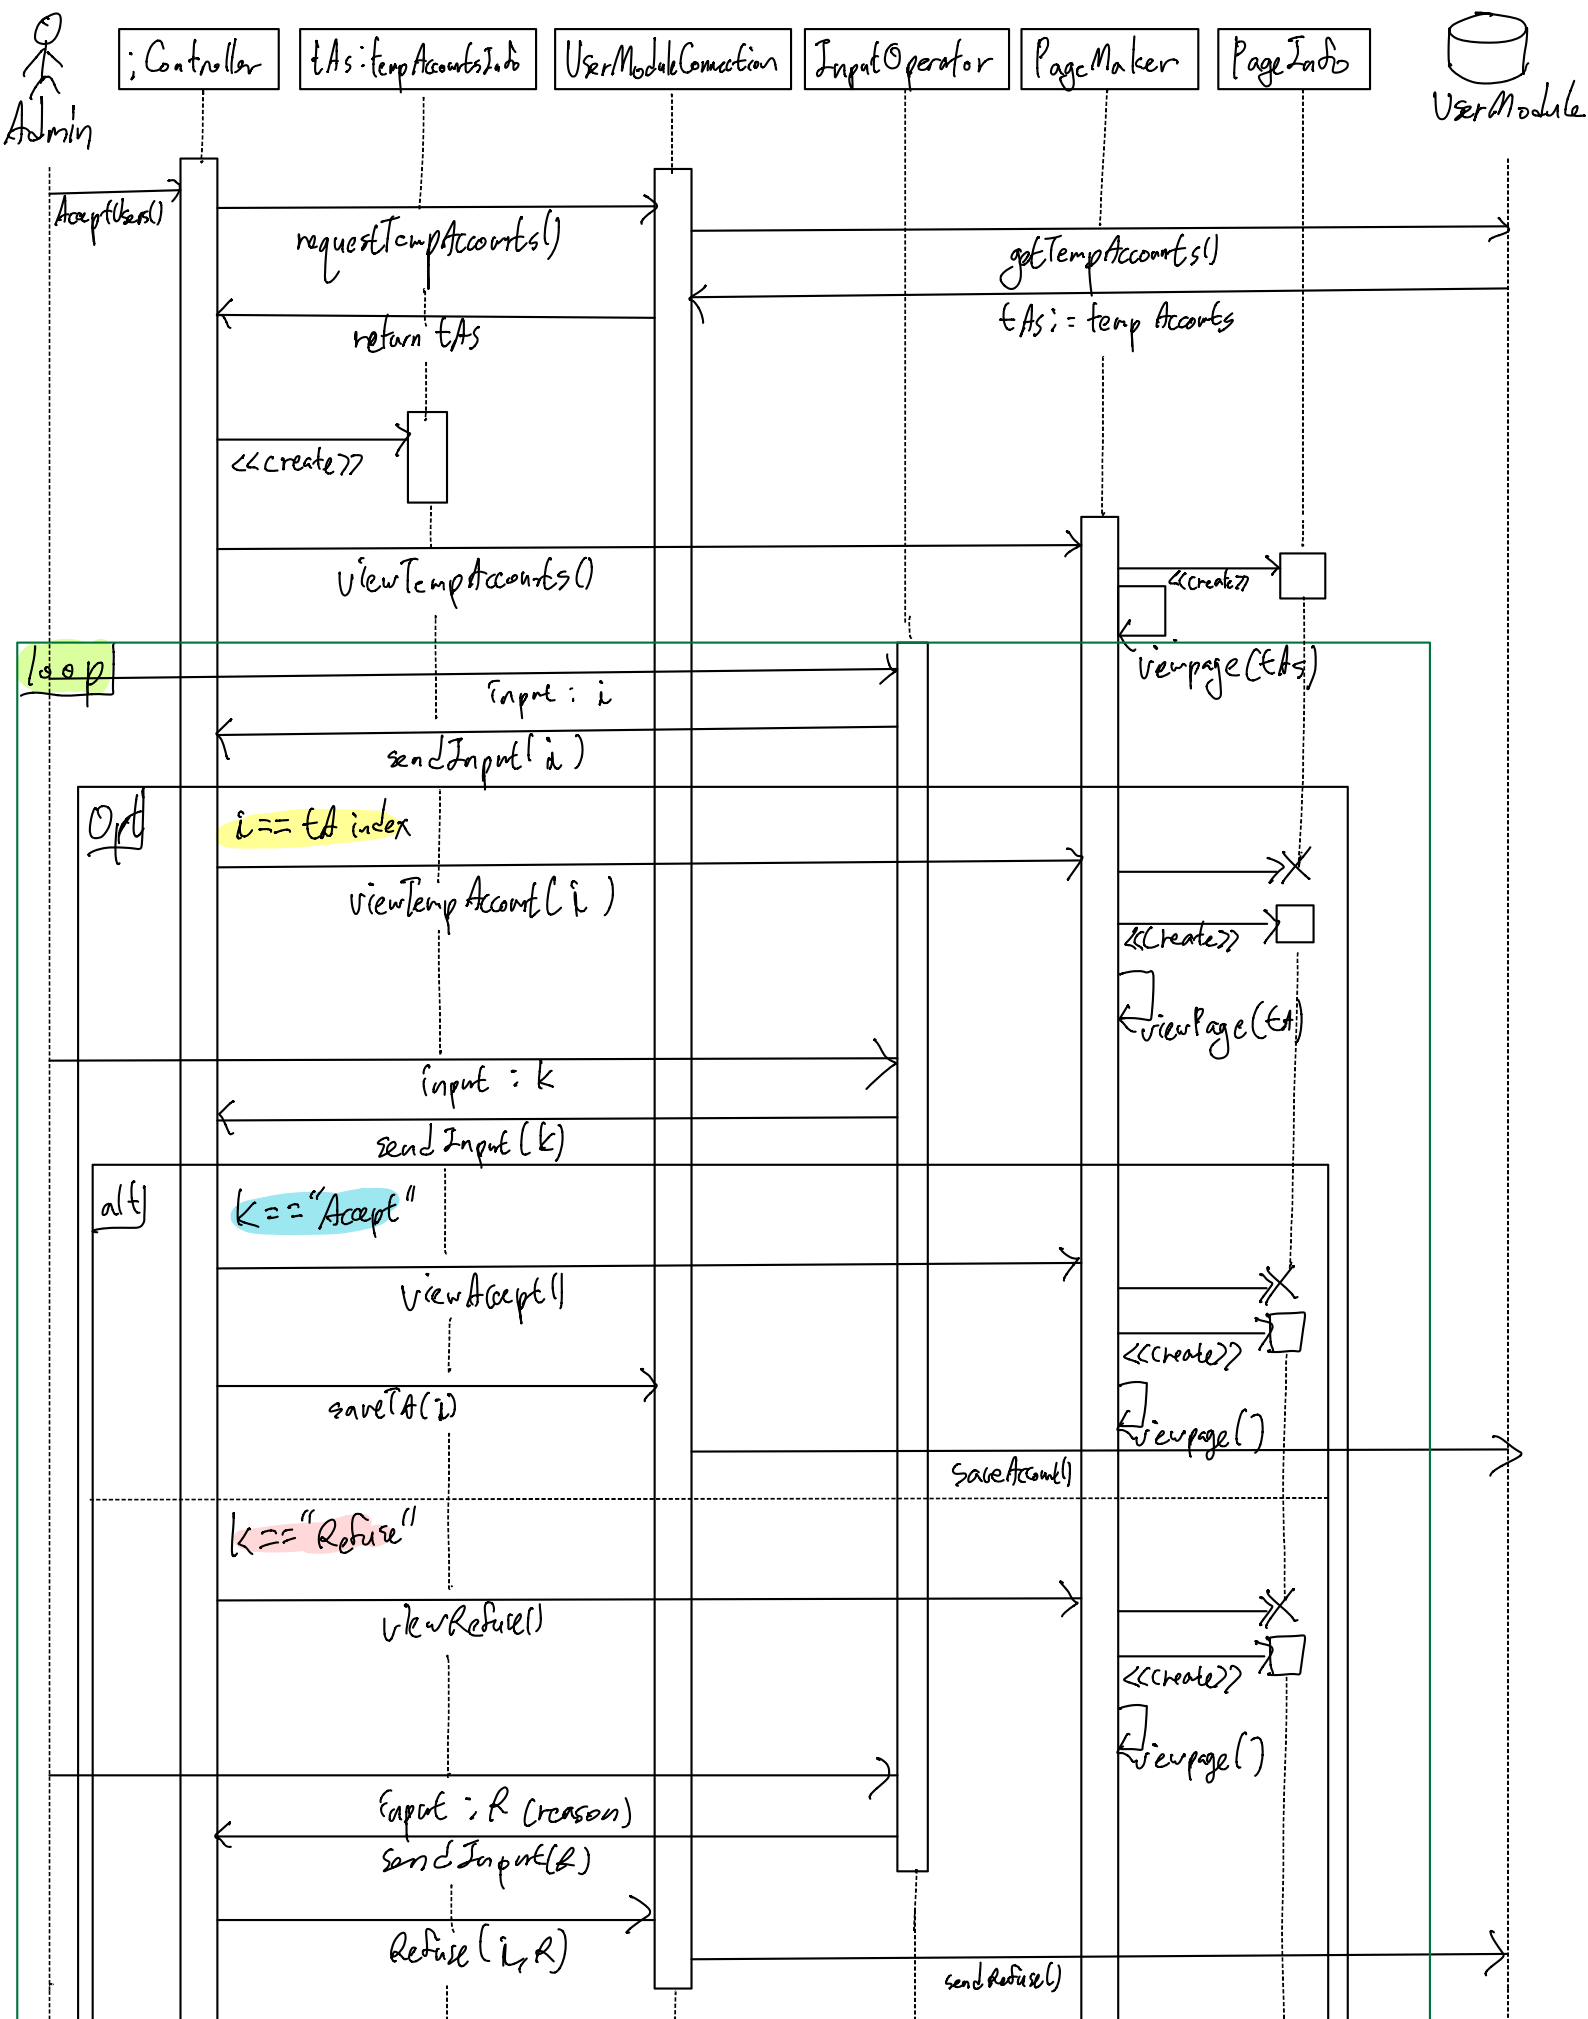 : Controller
tAs : tempAccountsInfo
UserModuleConnection
InputOperator
PageMaker
PageInfo
UserModule
Admin
AcceptUsers()
requestTempAccounts()
getTempAccounts()
tAs := temp Accounts
return tAs
<<create>>
viewTempAccounts()
<<create>>
viewpage(tAs)
loop
input : i
sendInput(i)
Opt
i == tA index
viewTempAccount(i)
<<Create>>
viewPage(tA)
input : k
sendInput(k)
alt
k == "Accept"
viewAccept()
<<create>>
saveTA(i)
viewpage()
saveAccount()
k == "Refuse"
viewRefuse()
<<create>>
viewpage()
input : R (reason)
sendInput(R)
Refuse(i, R)
sendRefuse()